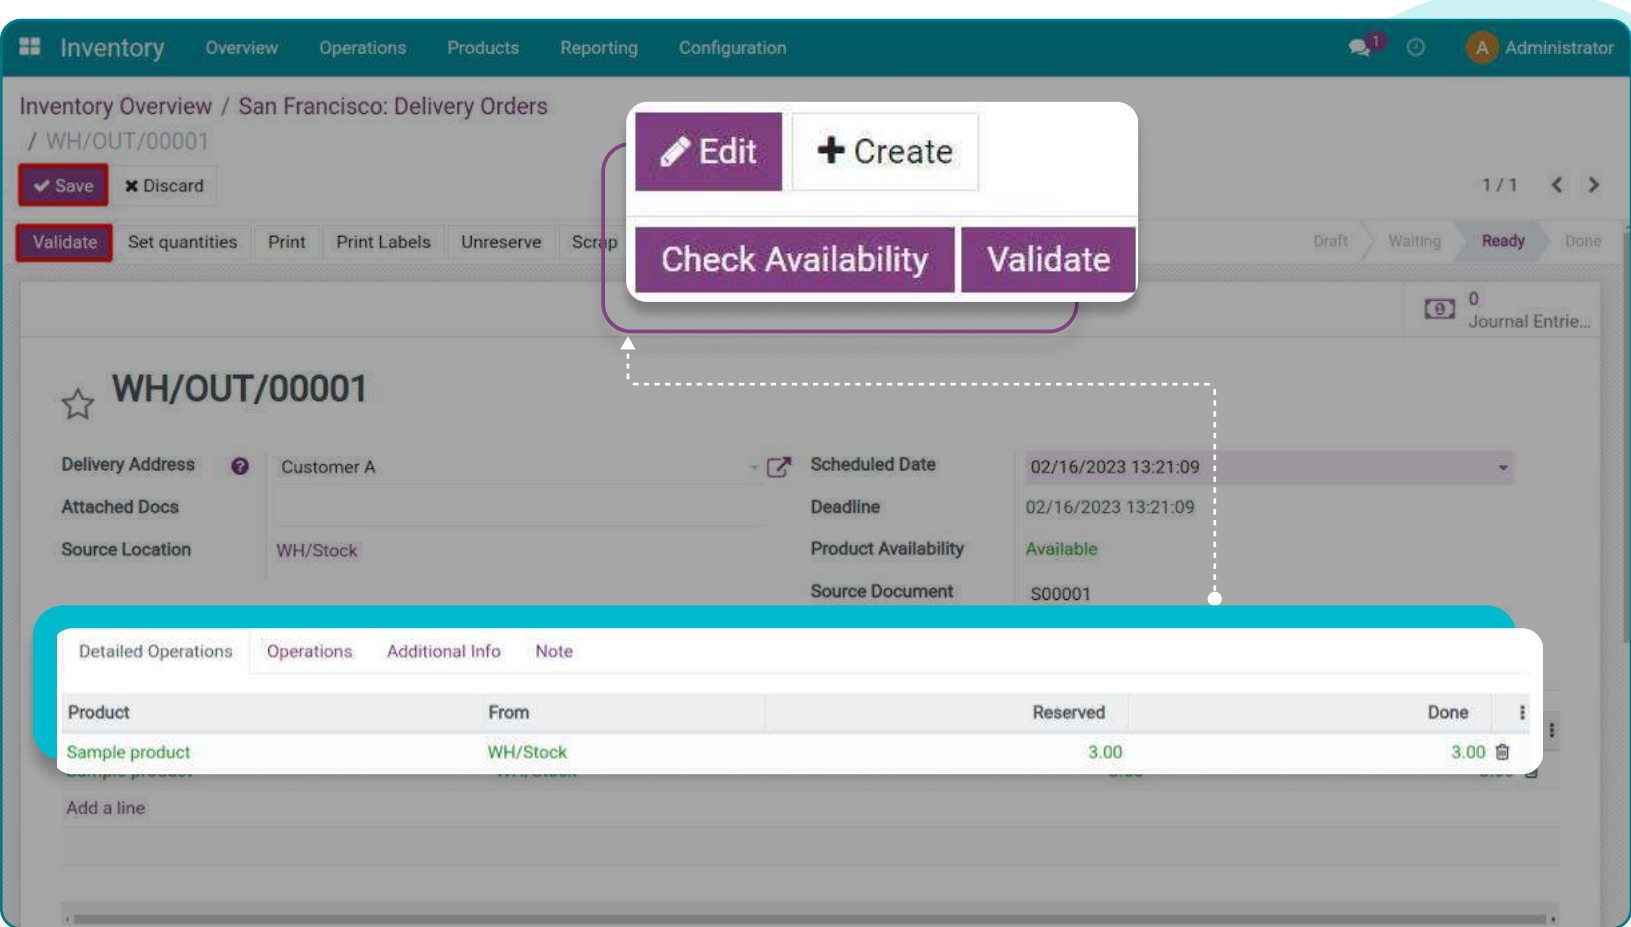 Inventory Overview Operations Products Reporting Configuration 1 A Administrator
Inventory Overview / San Francisco: Delivery Orders
/ WH/OUT/00001
Save Discard
1 / 1
Edit Create
Check Availability Validate
Validate Set quantities Print Print Labels Unreserve Scrap
Draft Waiting Ready Done
0
Journal Entrie...
WH/OUT/00001
Delivery Address ? Customer A
Scheduled Date 02/16/2023 13:21:09
Attached Docs
Deadline 02/16/2023 13:21:09
Source Location WH/Stock
Product Availability Available
Source Document S00001
Detailed Operations Operations Additional Info Note
Product From Reserved Done
Sample product WH/Stock 3.00 3.00
Add a line